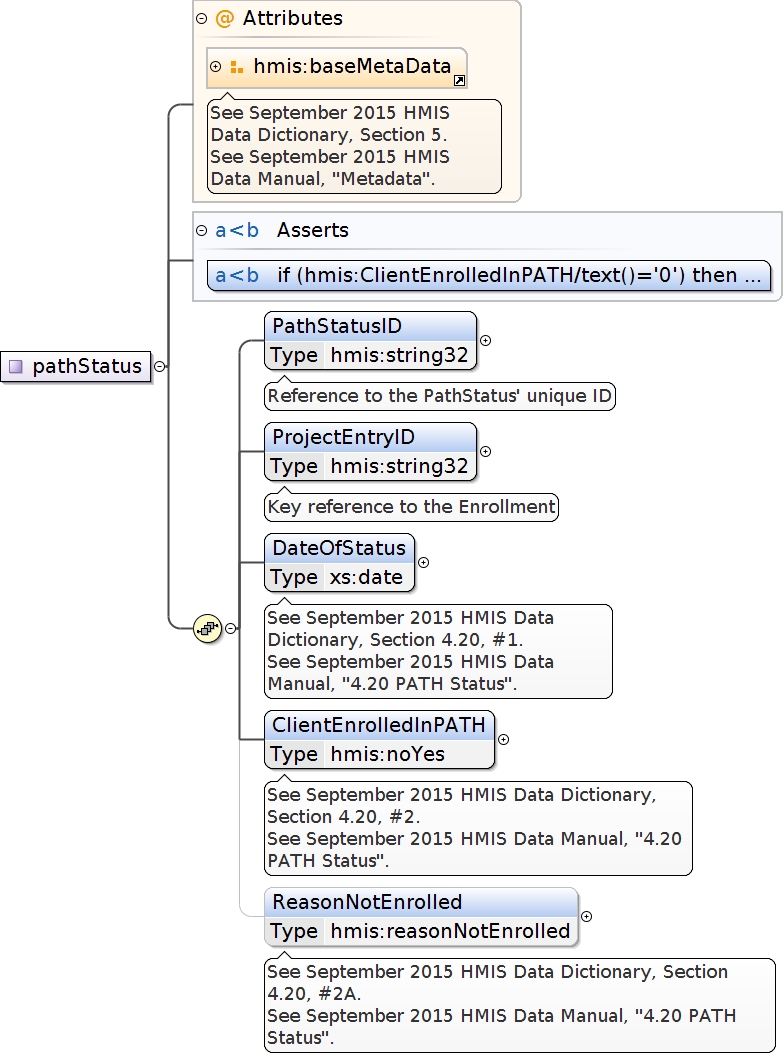 @ Attributes
hmis:baseMetaData
See September 2015 HMIS
Data Dictionary, Section 5.
See September 2015 HMIS
Data Manual, "Metadata".
a<b Asserts
a<b if (hmis:ClientEnrolledInPATH/text()='0') then ...
pathStatus
PathStatusID
Type hmis:string32
Reference to the PathStatus' unique ID
ProjectEntryID
Type hmis:string32
Key reference to the Enrollment
DateOfStatus
Type xs:date
See September 2015 HMIS Data
Dictionary, Section 4.20, #1.
See September 2015 HMIS Data
Manual, "4.20 PATH Status".
ClientEnrolledInPATH
Type hmis:noYes
See September 2015 HMIS Data Dictionary,
Section 4.20, #2.
See September 2015 HMIS Data Manual, "4.20
PATH Status".
ReasonNotEnrolled
Type hmis:reasonNotEnrolled
See September 2015 HMIS Data Dictionary, Section
4.20, #2A.
See September 2015 HMIS Data Manual, "4.20 PATH
Status".